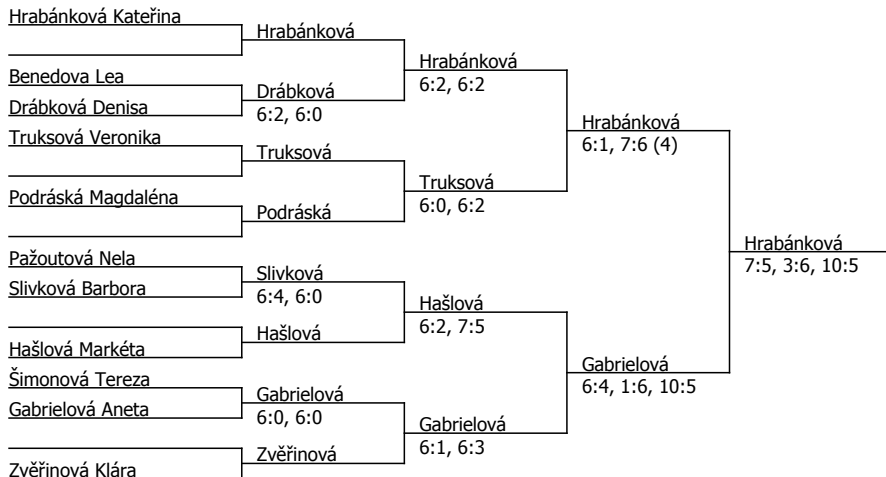 Hrabánková Kateřina
Benedova Lea
Drábková Denisa
Truksová Veronika
Podráská Magdaléna
Pažoutová Nela
Slivková Barbora
Hašlová Markéta
Šimonová Tereza
Gabrielová Aneta
Zvěřinová Klára
Hrabánková
Drábková
6:2, 6:0
Truksová
Podráská
Slivková
6:4, 6:0
Hašlová
Gabrielová
6:0, 6:0
Zvěřinová
Hrabánková
6:2, 6:2
Truksová
6:0, 6:2
Hašlová
6:2, 7:5
Gabrielová
6:1, 6:3
Hrabánková
6:1, 7:6 (4)
Gabrielová
6:4, 1:6, 10:5
Hrabánková
7:5, 3:6, 10:5